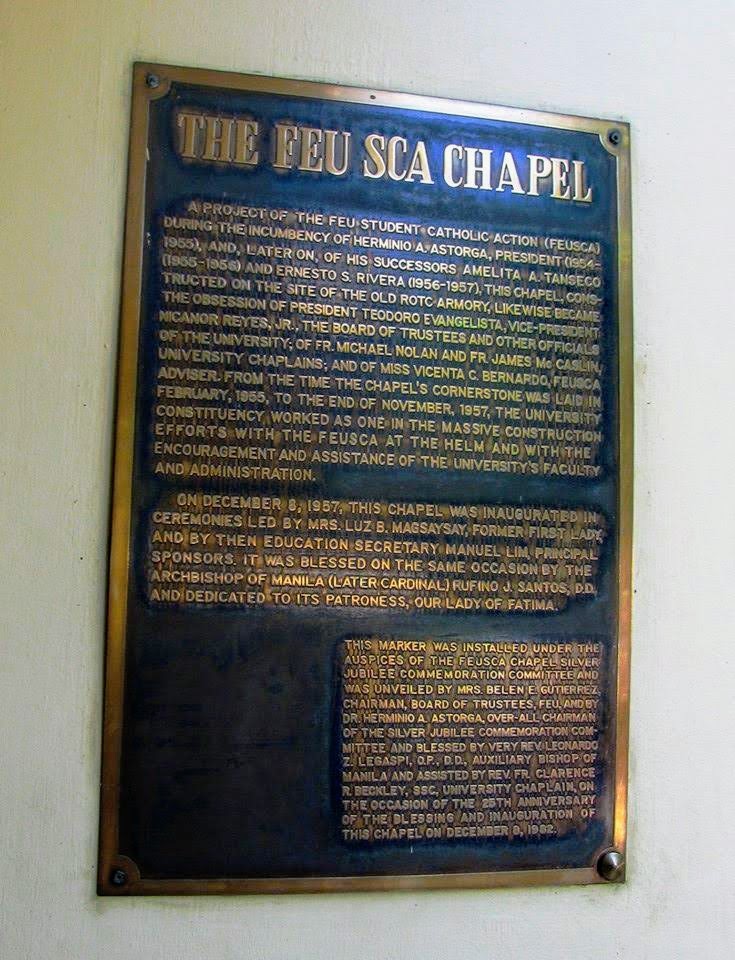 THE FEU SCA CHAPEL
A PROJECT OF THE FEU STUDENT CATHOLIC ACTION (FEUSCA)
DURING THE INCUMBENCY OF HERMINIO A. ASTORGA, PRESIDENT (1954-
1955), AND, LATER ON, OF HIS SUCCESSORS AMELITA A. TANSECO
(1955-1956) AND ERNESTO S. RIVERA (1956-1957), THIS CHAPEL, CONS-
TRUCTED ON THE SITE OF THE OLD ROTC ARMORY, LIKEWISE BECAME
THE OBSESSION OF PRESIDENT TEODORO EVANGELISTA, VICE-PRESIDENT
NICANOR REYES, JR., THE BOARD OF TRUSTEES AND OTHER OFFICIALS
OF THE UNIVERSITY; OF FR. MICHAEL NOLAN AND FR. JAMES Mc CASLIN,
UNIVERSITY CHAPLAINS; AND OF MISS VICENTA C. BERNARDO, FEUSCA
ADVISER. FROM THE TIME THE CHAPEL'S CORNERSTONE WAS LAID IN
FEBRUARY, 1955, TO THE END OF NOVEMBER, 1957, THE UNIVERSITY
CONSTITUENCY WORKED AS ONE IN THE MASSIVE CONSTRUCTION
EFFORTS WITH THE FEUSCA AT THE HELM AND WITH THE
ENCOURAGEMENT AND ASSISTANCE OF THE UNIVERSITY'S FACULTY
AND ADMINISTRATION.
ON DECEMBER 8, 1957, THIS CHAPEL WAS INAUGURATED IN
CEREMONIES LED BY MRS. LUZ B. MAGSAYSAY, FORMER FIRST LADY,
AND BY THEN EDUCATION SECRETARY MANUEL LIM, PRINCIPAL
SPONSORS. IT WAS BLESSED ON THE SAME OCCASION BY THE
ARCHBISHOP OF MANILA (LATER CARDINAL) RUFINO J. SANTOS, D.D.
AND DEDICATED TO ITS PATRONESS, OUR LADY OF FATIMA.
THIS MARKER WAS INSTALLED UNDER THE
AUSPICES OF THE FEUSCA CHAPEL SILVER
JUBILEE COMMEMORATION COMMITTEE AND
WAS UNVEILED BY MRS. BELEN E. GUTIERREZ,
CHAIRMAN, BOARD OF TRUSTEES, FEU, AND BY
DR. HERMINIO A. ASTORGA, OVER-ALL CHAIRMAN
OF THE SILVER JUBILEE COMMEMORATION COM-
MITTEE AND BLESSED BY VERY REV. LEONARDO
Z. LEGASPI, O.P., D.D., AUXILIARY BISHOP OF
MANILA AND ASSISTED BY REV. FR. CLARENCE
R. BECKLEY, SSC, UNIVERSITY CHAPLAIN, ON
THE OCCASION OF THE 25TH ANNIVERSARY
OF THE BLESSING AND INAUGURATION OF
THIS CHAPEL ON DECEMBER 8, 1982.